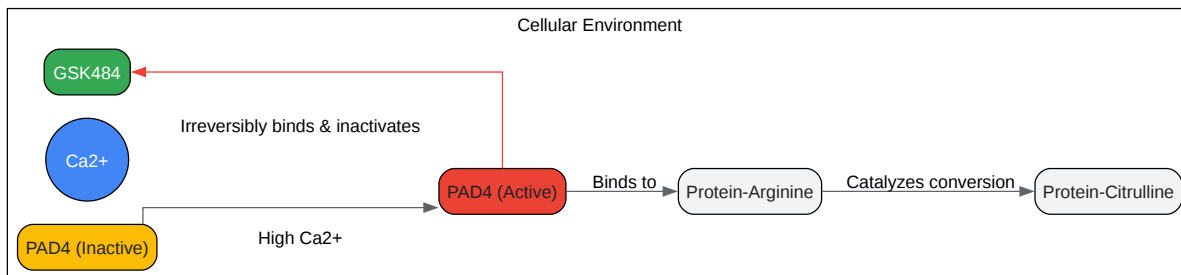 Cellular Environment
GSK484
Irreversibly binds & inactivates
Ca2+
PAD4 (Active)
Binds to
Protein-Arginine
Catalyzes conversion
Protein-Citrulline
High Ca2+
PAD4 (Inactive)